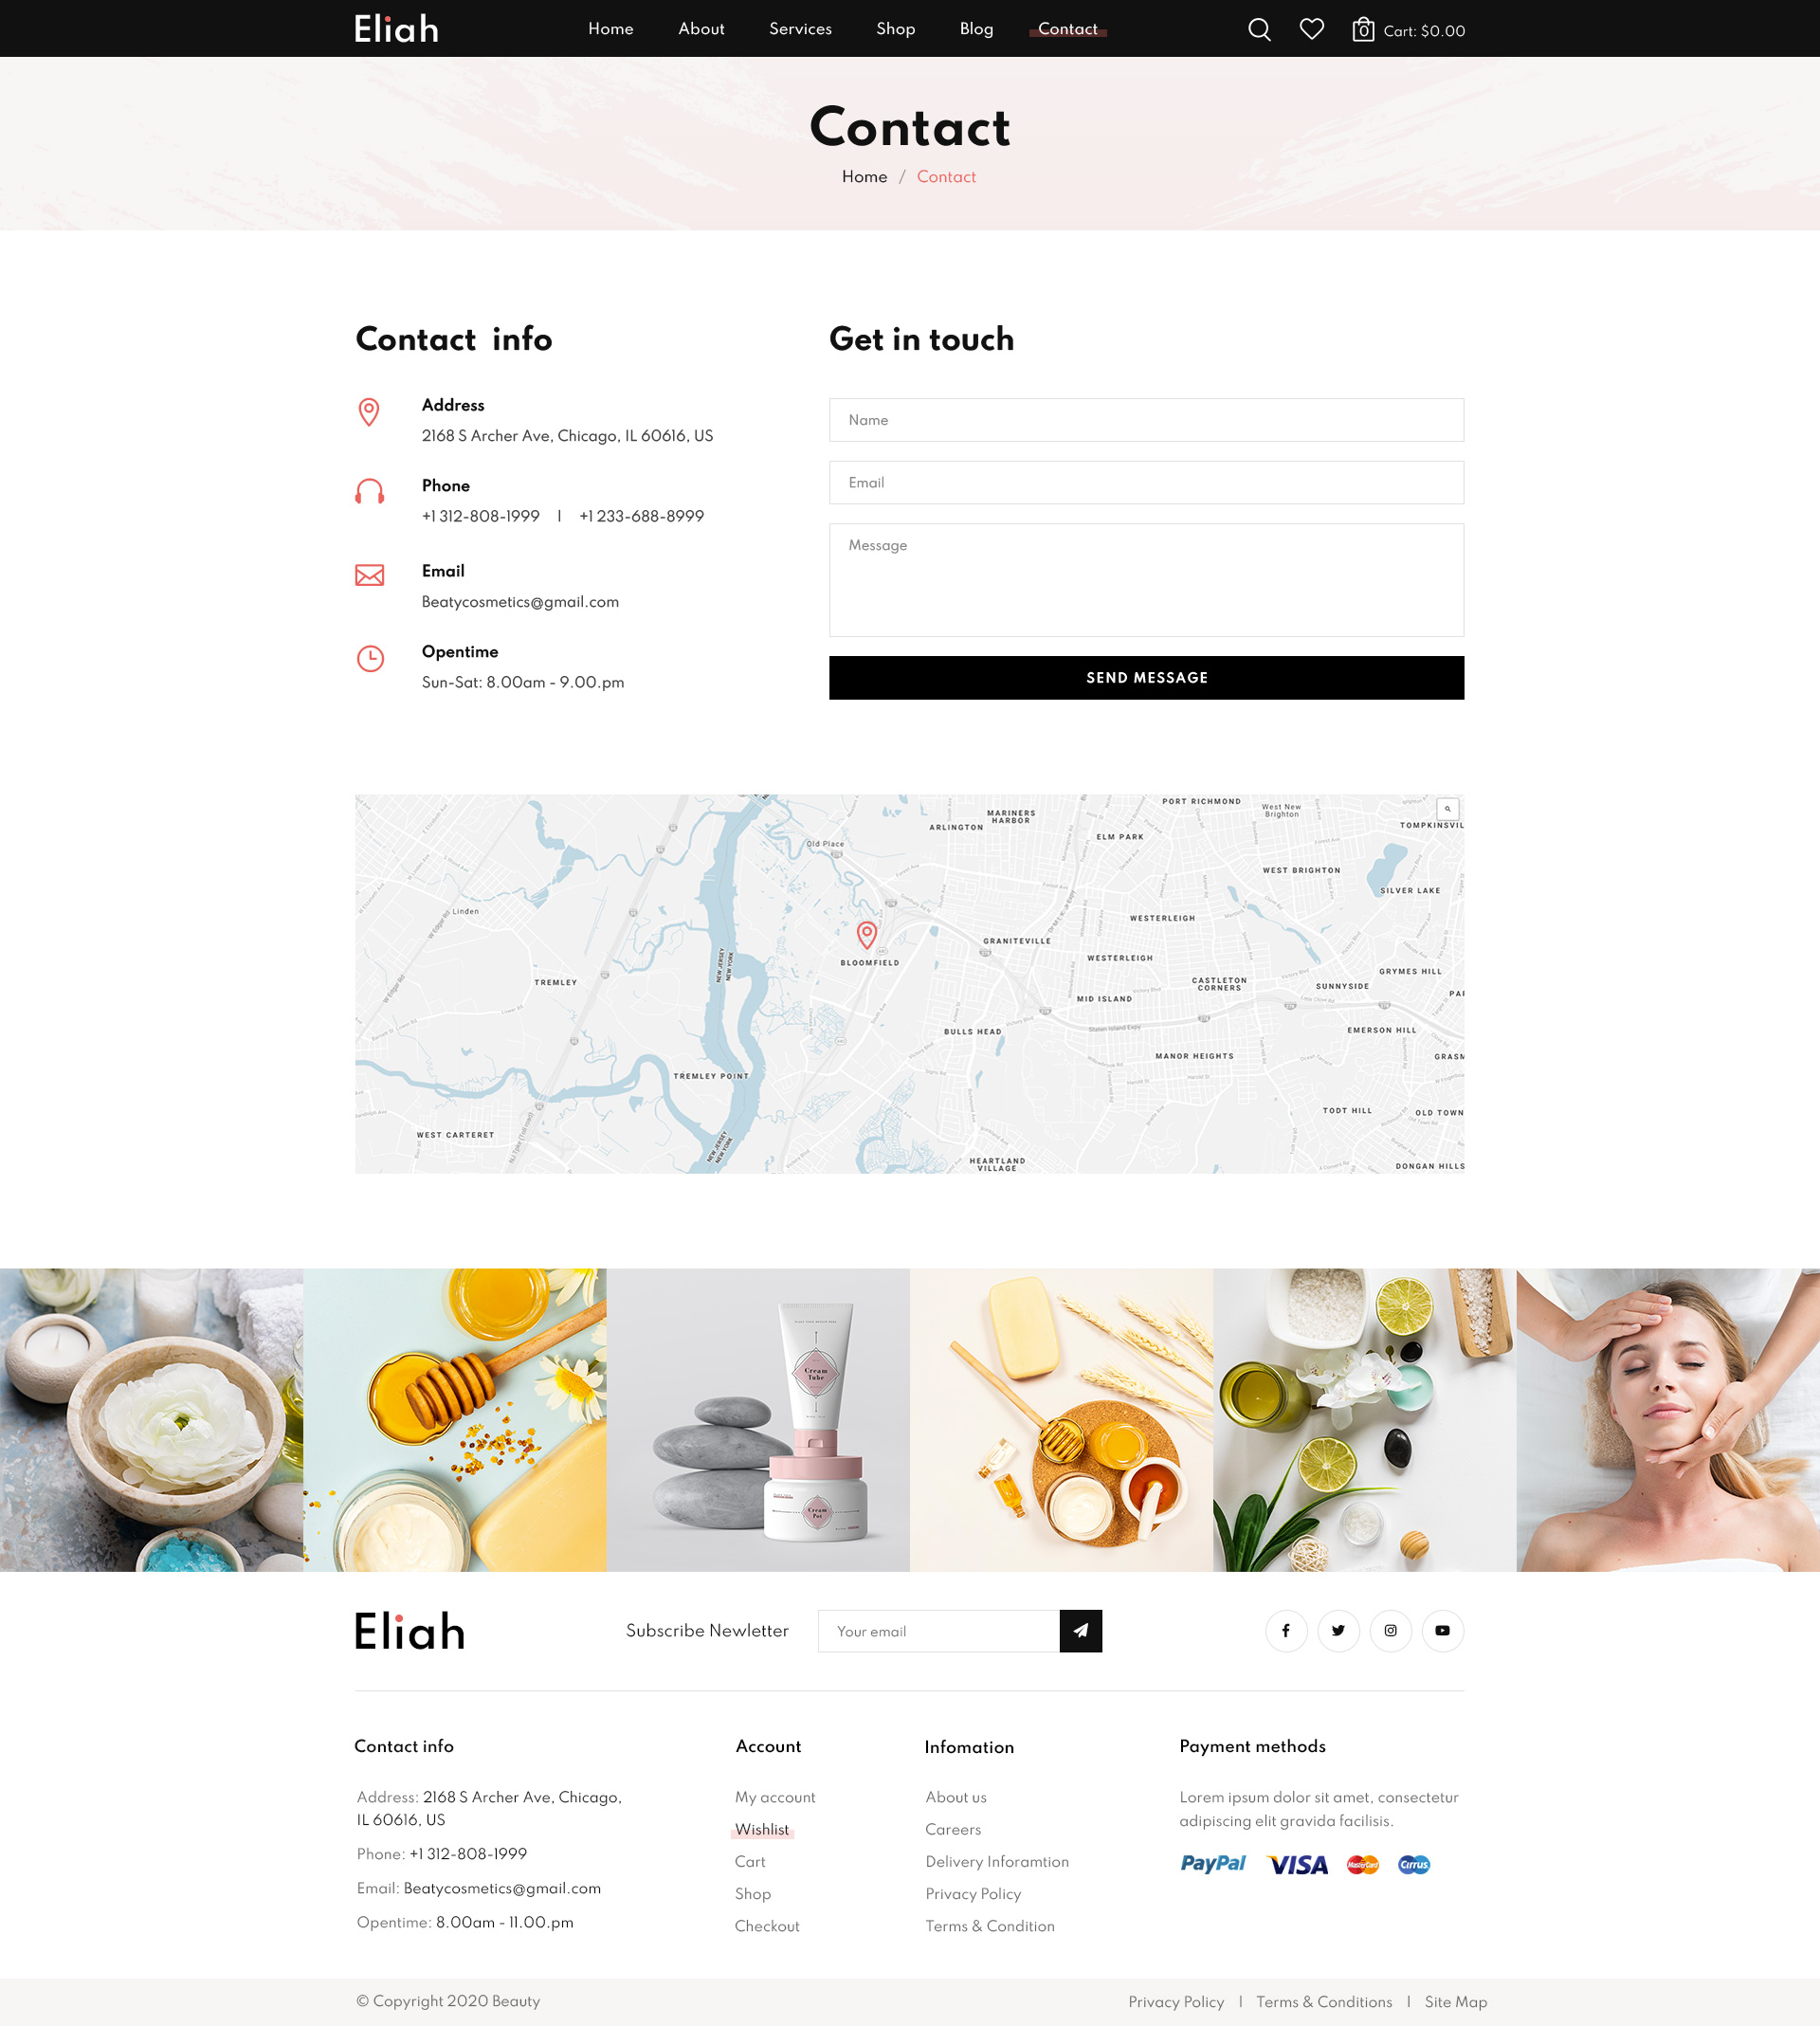 Eliah
Home
About
Services
Shop
Blog
Contact
0
Cart: $0.00
Contact
Home / Contact
Contact info
Address
2168 S Archer Ave, Chicago, IL 60616, US
Phone
+1 312-808-1999 | +1 233-688-8999
Email
Beatycosmetics@gmail.com
Opentime
Sun-Sat: 8.00am - 9.00.pm
Get in touch
Name
Email
Message
SEND MESSAGE
PORT RICHMOND
West New
Brighton
MARINERS
HARBOR
ARLINGTON
ELM PARK
TOMPKINSVIL
Old Place
WEST BRIGHTON
SILVER LAKE
Linden
WESTERLEIGH
GRANITEVILLE
BLOOMFIELD
WESTERLEIGH
GRYMES HILL
TREMLEY
CASTLETON
CORNERS
SUNNYSIDE
PAR
MID ISLAND
NEW JERSEY
NEW YORK
BULLS HEAD
Staten Island Expy
EMERSON HILL
MANOR HEIGHTS
GRASM
TREMLEY POINT
TODT HILL
OLD TOWN
WEST CARTERET
NEW JERSEY
NEW YORK
HEARTLAND
VILLAGE
DONGAN HILLS
Cream
Tube
Cream
Pot
Eliah
Subscribe Newletter
Your email
Contact info
Address: 2168 S Archer Ave, Chicago,
IL 60616, US
Phone: +1 312-808-1999
Email: Beatycosmetics@gmail.com
Opentime: 8.00am - 11.00.pm
Account
My account
Wishlist
Cart
Shop
Checkout
Infomation
About us
Careers
Delivery Inforamtion
Privacy Policy
Terms & Condition
Payment methods
Lorem ipsum dolor sit amet, consectetur
adipiscing elit gravida facilisis.
PayPal
VISA
MasterCard
Cirrus
© Copyright 2020 Beauty
Privacy Policy | Terms & Conditions | Site Map